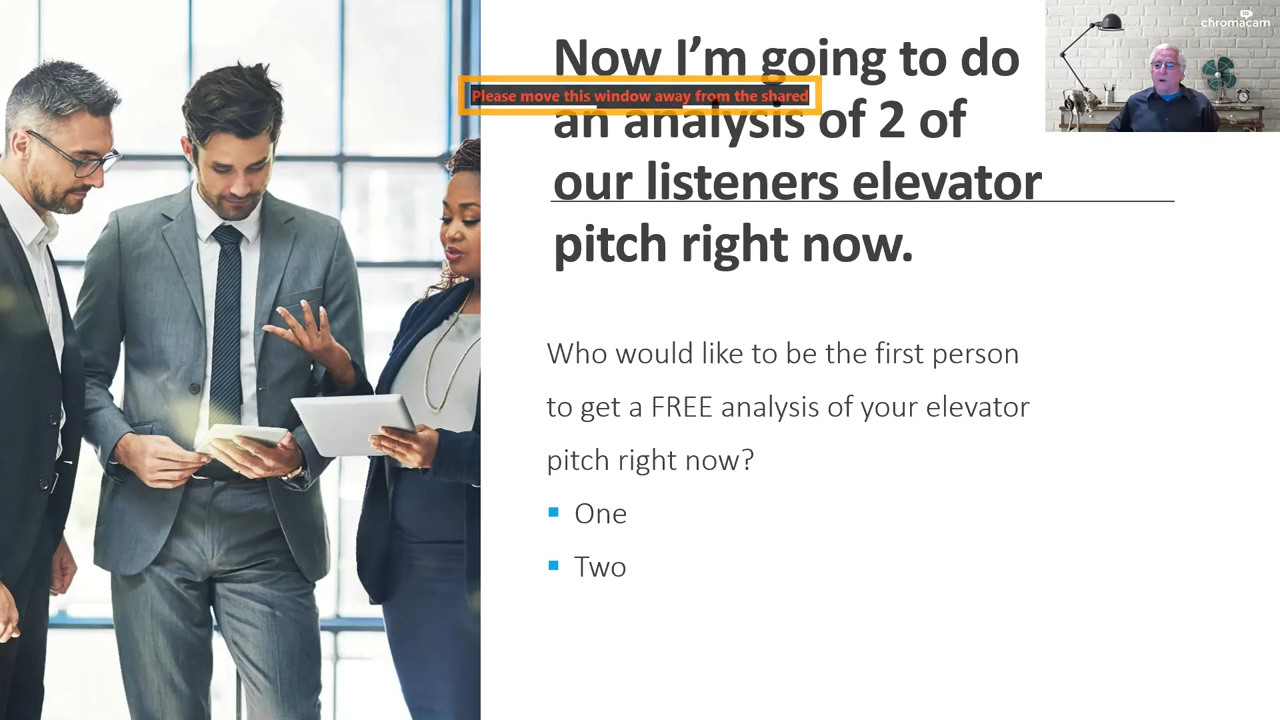 chromacam
Now I'm going to do
Please move this window away from the shared
an analysis of 2 of
our listeners elevator
pitch right now.
Who would like to be the first person
to get a FREE analysis of your elevator
pitch right now?
▪ One
▪ Two